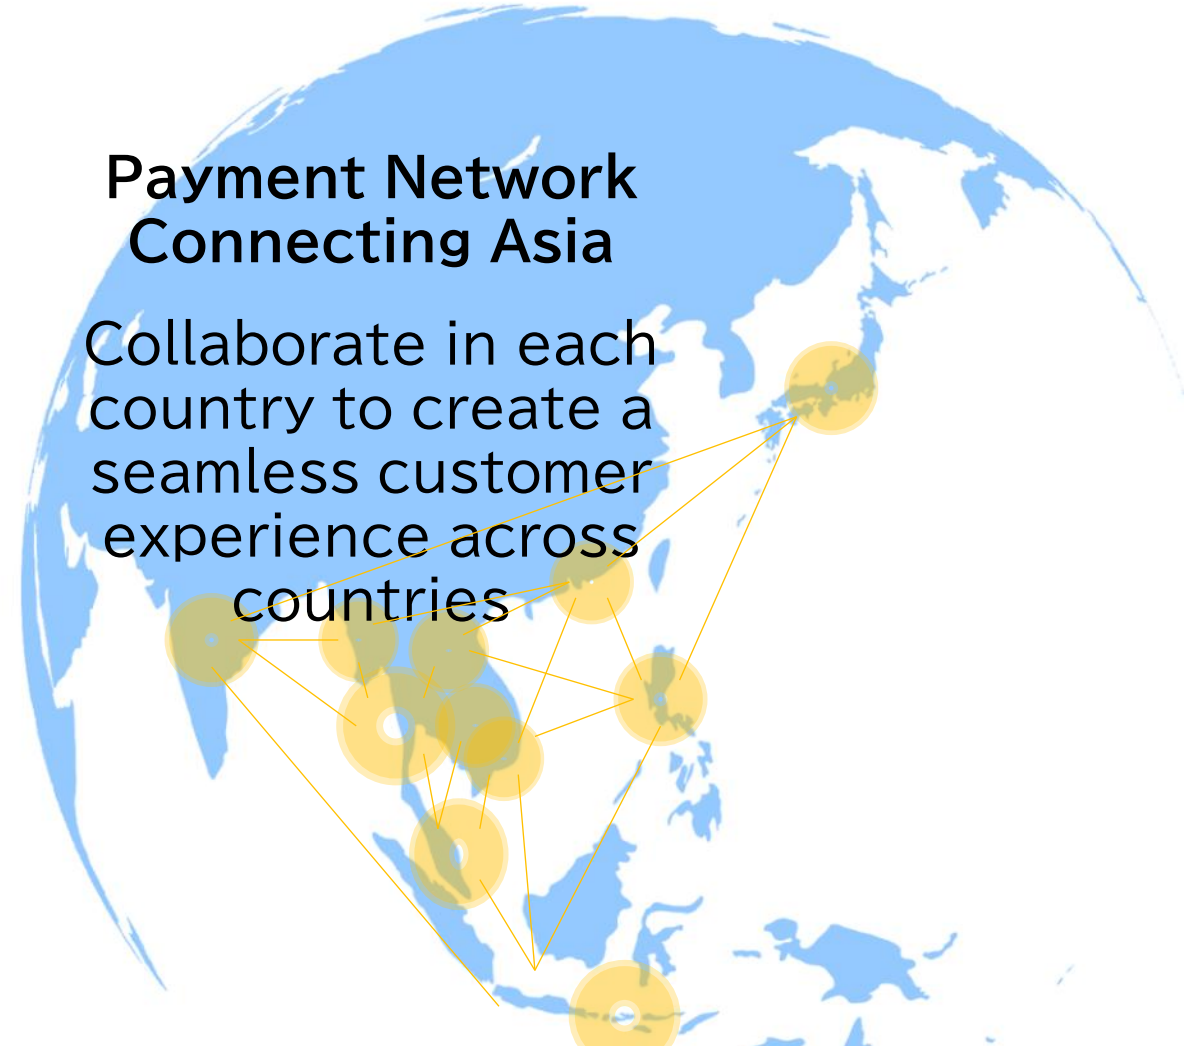 Payment Network
Connecting Asia
Collaborate in each
country to create a
seamless customer
experience across
countries